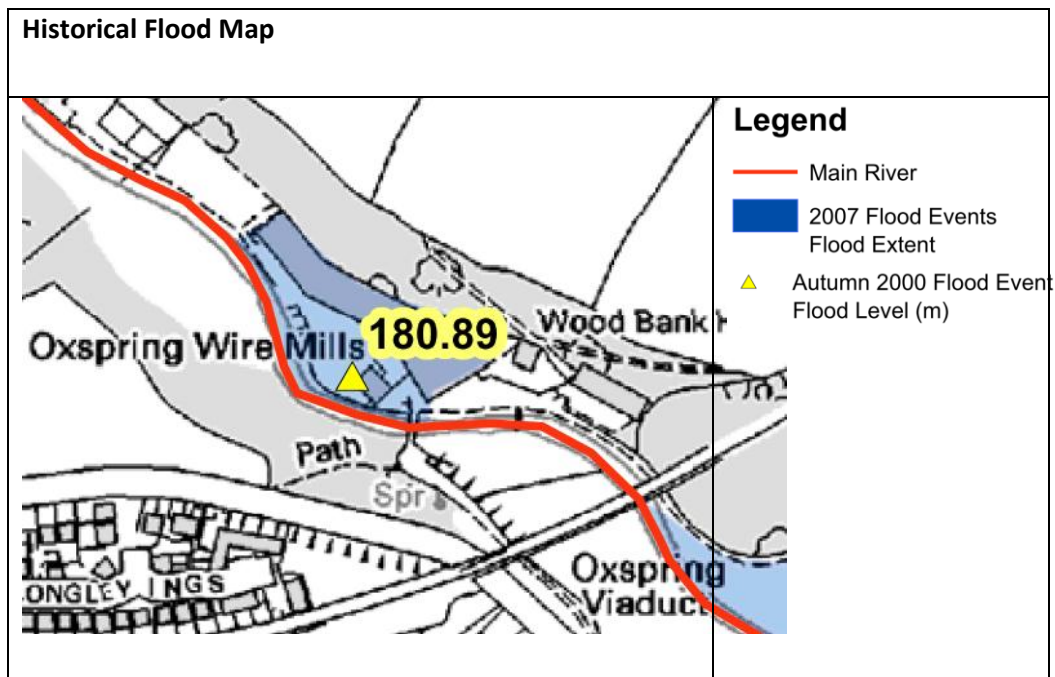 Historical Flood Map
Legend
Main River
2007 Flood Events
Flood Extent
Autumn 2000 Flood Event
Flood Level (m)
180.89
Wood Bank
Oxspring Wire Mills
Path
Spr
ONGLEY INGS
Oxspring
Viaduct